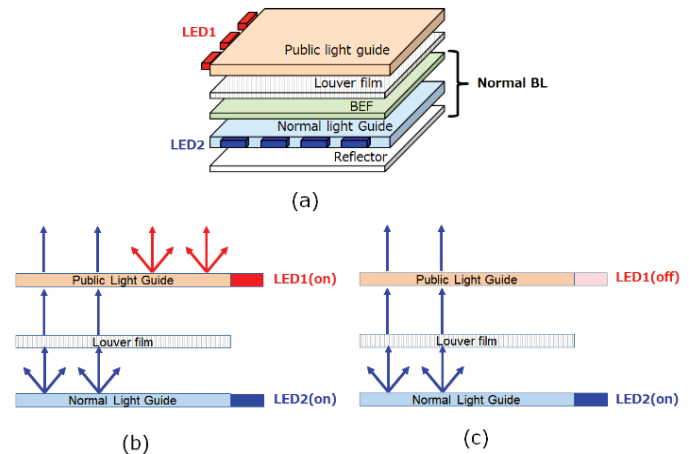 LED1
Public light guide
Louver film
BEF
Normal BL
Normal light Guide
LED2
Reflector
(a)
Public Light Guide
LED1(on)
Louver film
Normal Light Guide
LED2(on)
(b)
Public Light Guide
LED1(off)
Louver film
Normal Light Guide
LED2(on)
(c)